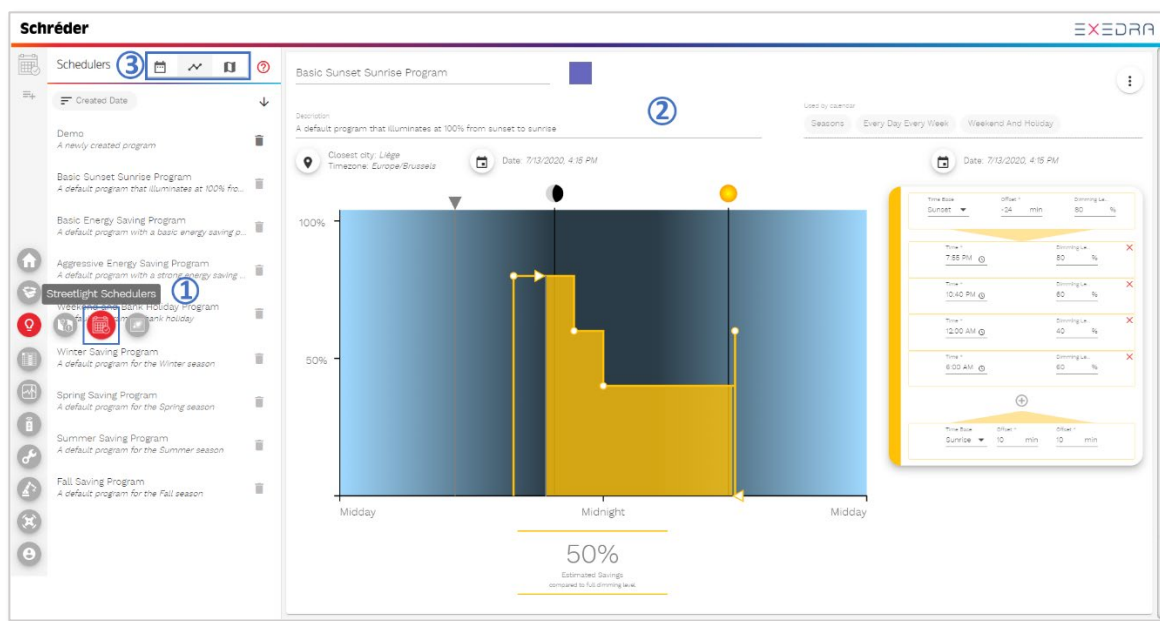 Schréder
EXEDRA
Schedulers
③
Created Date
Demo
A newly created program
Basic Sunset Sunrise Program
A default program that illuminates at 100% fro...
Basic Energy Saving Program
A default program with a basic energy saving p...
Aggressive Energy Saving Program
A default program with a strong energy saving ...
Streetlight Schedulers
①
Weekend and Bank Holiday Program
Winter Saving Program
A default program for the Winter season
Spring Saving Program
A default program for the Spring season
Summer Saving Program
A default program for the Summer season
Fall Saving Program
A default program for the Fall season
Basic Sunset Sunrise Program
②
Description
A default program that illuminates at 100% from sunset to sunrise
Used by calendar
Seasons Every Day Every Week Weekend And Holiday
Closest city: Liège
Timezone: Europe/Brussels
Date: 7/13/2020, 4:15 PM
100%
50%
0%
Midday Midnight Midday
50%
Estimated Savings
compared to full dimming level
Date: 7/13/2020, 4:15 PM
Time Base Offset * Dimming Le...
Sunset -24 min 80 %
Time * Dimming Le...
7:55 PM 80 %
Time * Dimming Le...
10:40 PM 60 %
Time * Dimming Le...
12:00 AM 40 %
Time * Dimming Le...
6:00 AM 60 %
Time Base Offset * Offset *
Sunrise 10 min 10 min